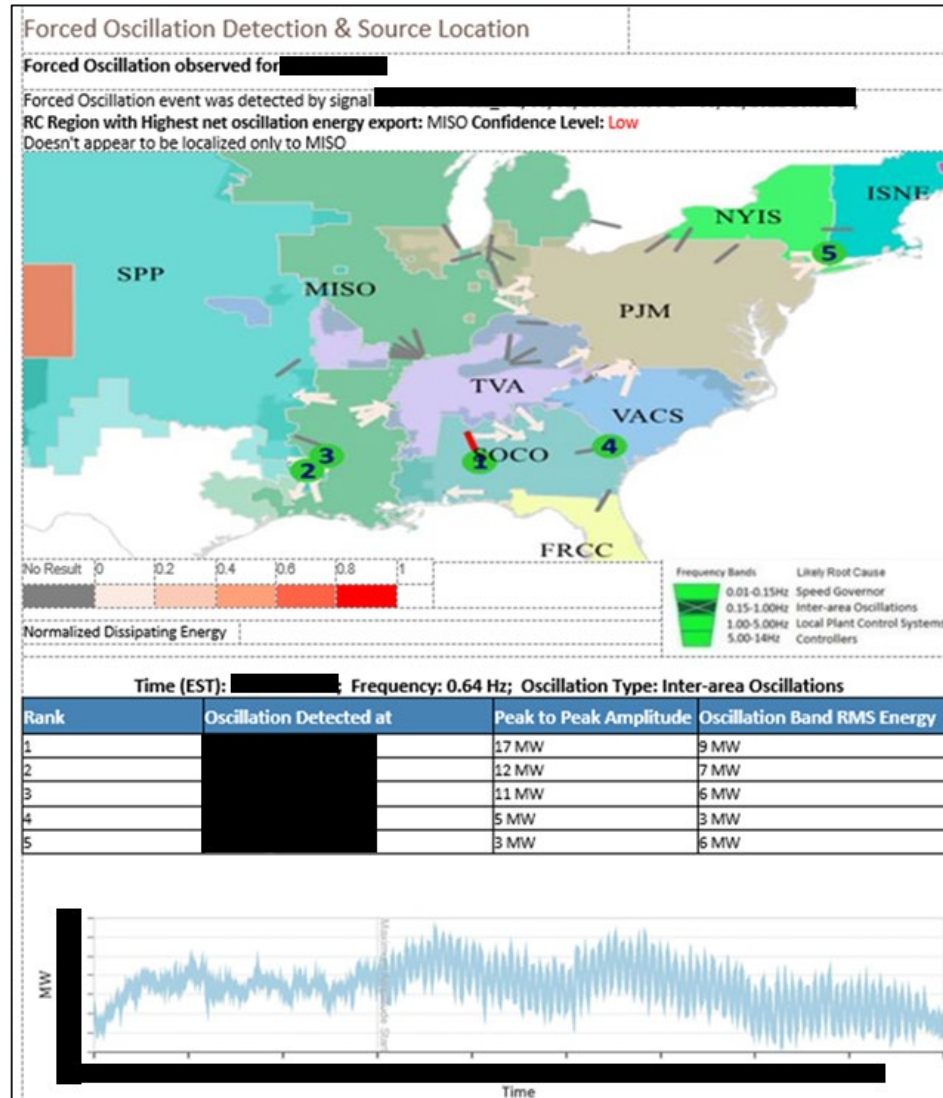 Forced Oscillation Detection & Source Location
Forced Oscillation observed for
Forced Oscillation event was detected by signal
RC Region with Highest net oscillation energy export: MISO Confidence Level: Low
Doesn't appear to be localized only to MISO
ISNE
NYIS
5
SPP
MISO
PJM
TVA
VACS
3
2
SOCO
1
4
FRCC
No Result 0 0.2 0.4 0.6 0.8 1
Normalized Dissipating Energy
Frequency Bands Likely Root Cause
0.01-0.15Hz Speed Governor
0.15-1.00Hz Inter-area Oscillations
1.00-5.00Hz Local Plant Control Systems
5.00-14Hz Controllers
Time (EST): ; Frequency: 0.64 Hz; Oscillation Type: Inter-area Oscillations
Rank Oscillation Detected at Peak to Peak Amplitude Oscillation Band RMS Energy
1 17 MW 9 MW
2 12 MW 7 MW
3 11 MW 6 MW
4 5 MW 3 MW
5 3 MW 6 MW
MW
Time